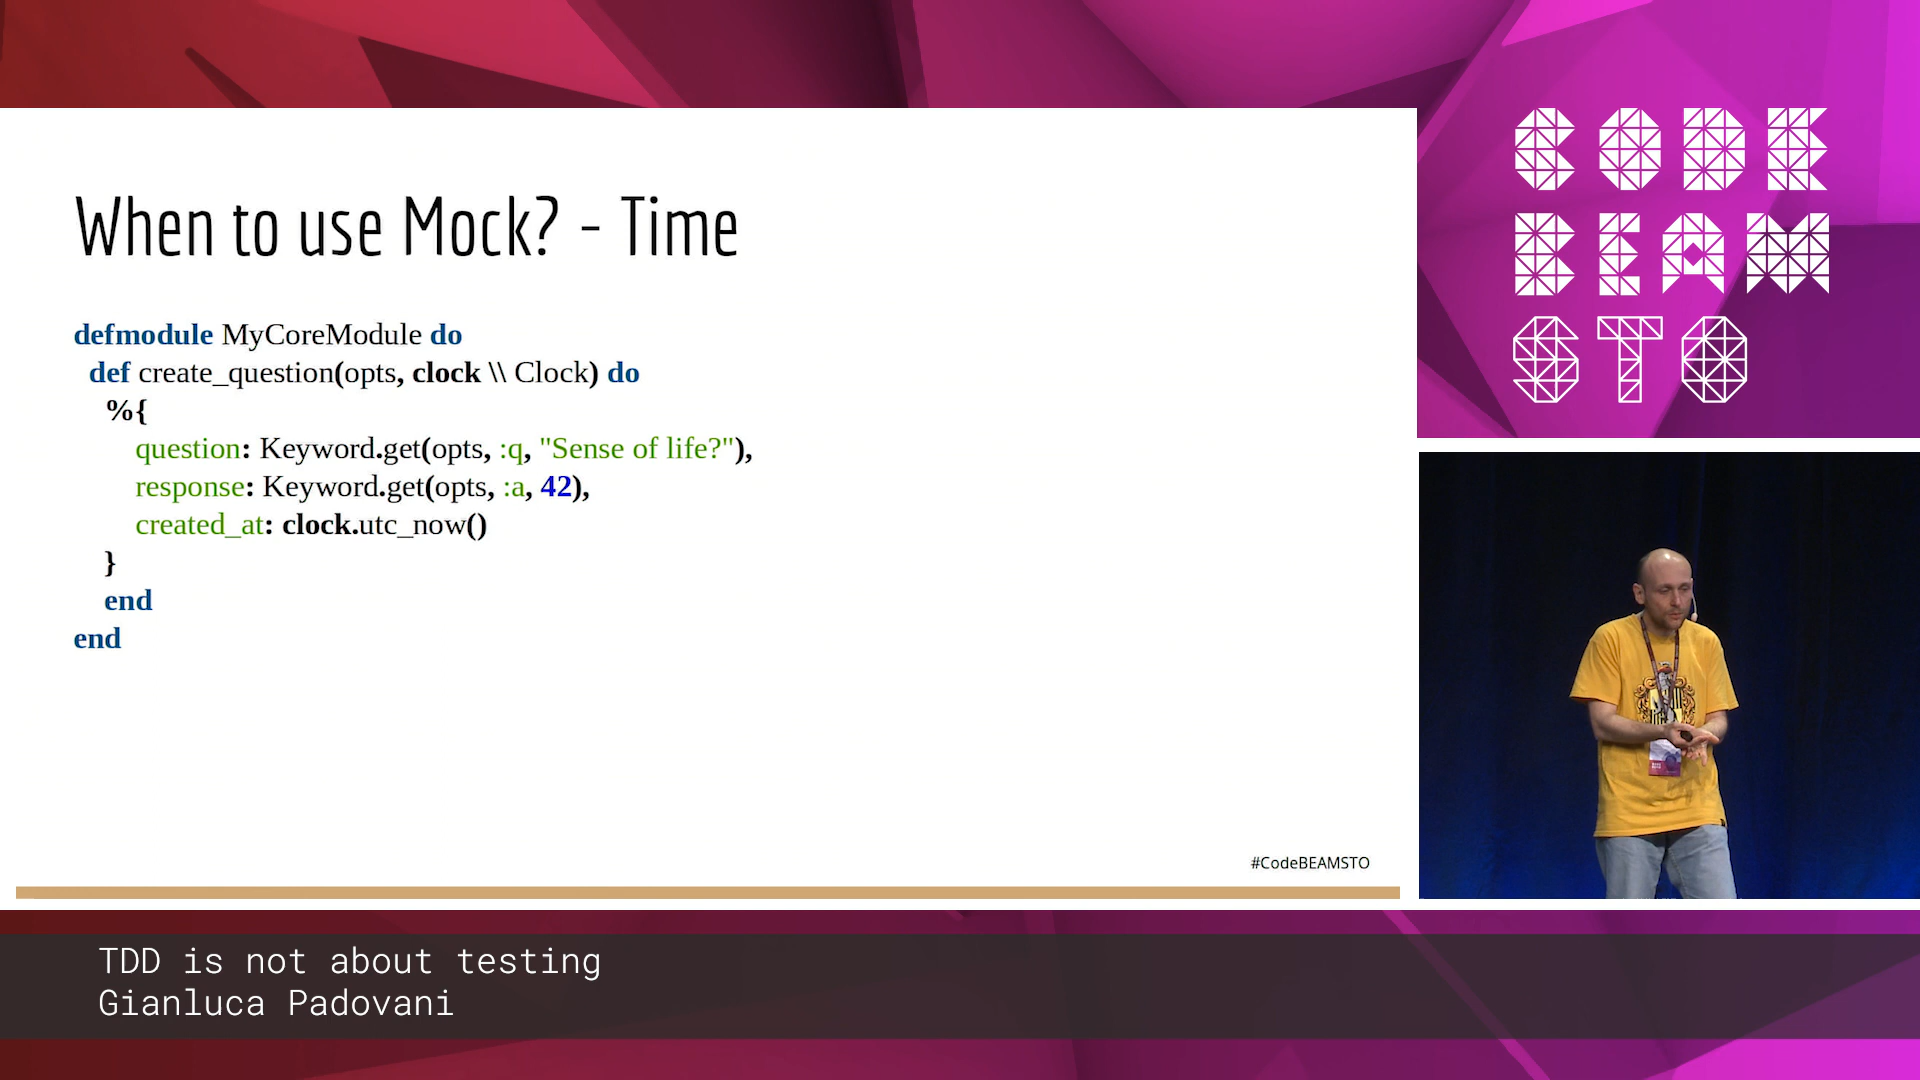 When to use Mock? - Time
defmodule MyCoreModule do
def create_question(opts, clock \\ Clock) do
%{
question: Keyword.get(opts, :q, "Sense of life?"),
response: Keyword.get(opts, :a, 42),
created_at: clock.utc_now()
}
end
end
#CodeBEAMSTO
CODE
BEAM
STO
TDD is not about testing
Gianluca Padovani